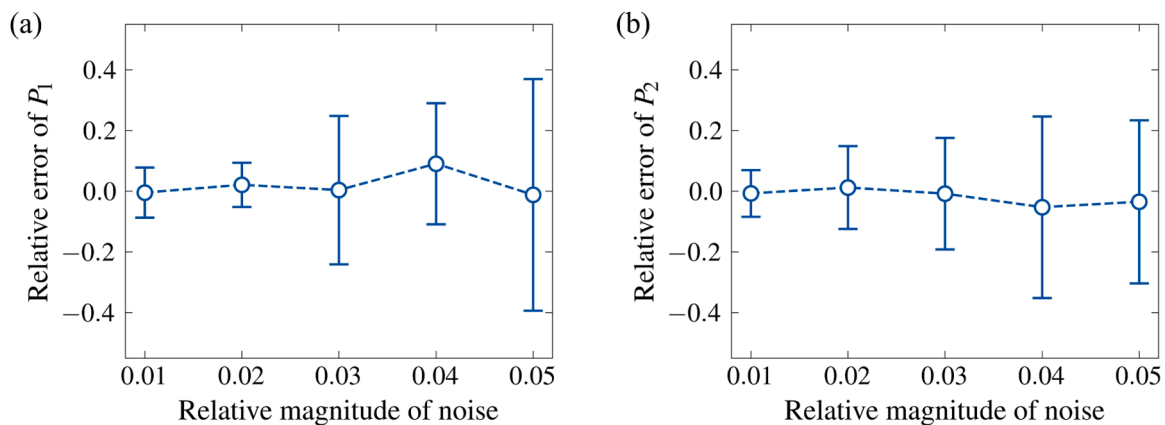 (a)
Relative error of P₁
0.4
0.2
0.0
−0.2
−0.4
0.01 0.02 0.03 0.04 0.05
Relative magnitude of noise
(b)
Relative error of P₂
0.4
0.2
0.0
−0.2
−0.4
0.01 0.02 0.03 0.04 0.05
Relative magnitude of noise